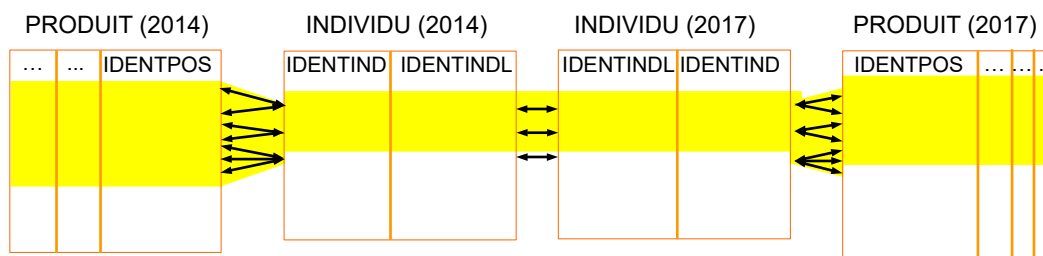 PRODUIT (2014) INDIVIDU (2014) INDIVIDU (2017) PRODUIT (2017)
… ... IDENTPOS IDENTIND IDENTINDL IDENTINDL IDENTIND IDENTPOS … … .